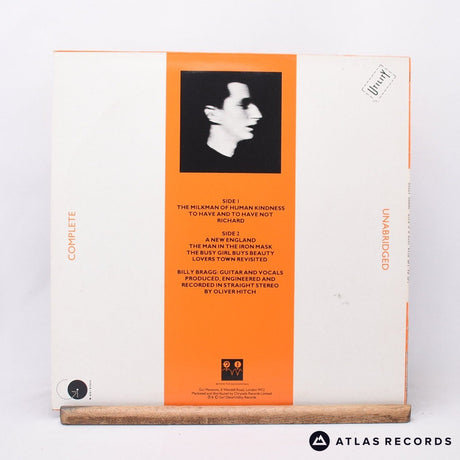 UTILITY
COMPLETE
UNABRIDGED
SIDE 1
THE MILKMAN OF HUMAN KINDNESS
TO HAVE AND TO HAVE NOT
RICHARD
SIDE 2
A NEW ENGLAND
THE MAN IN THE IRON MASK
THE BUSY GIRL BUYS BEAUTY
LOVERS TOWN REVISITED
BILLY BRAGG: GUITAR AND VOCALS
PRODUCED, ENGINEERED AND
RECORDED IN STRAIGHT STEREO
BY OLIVER HITCH
ATLAS RECORDS